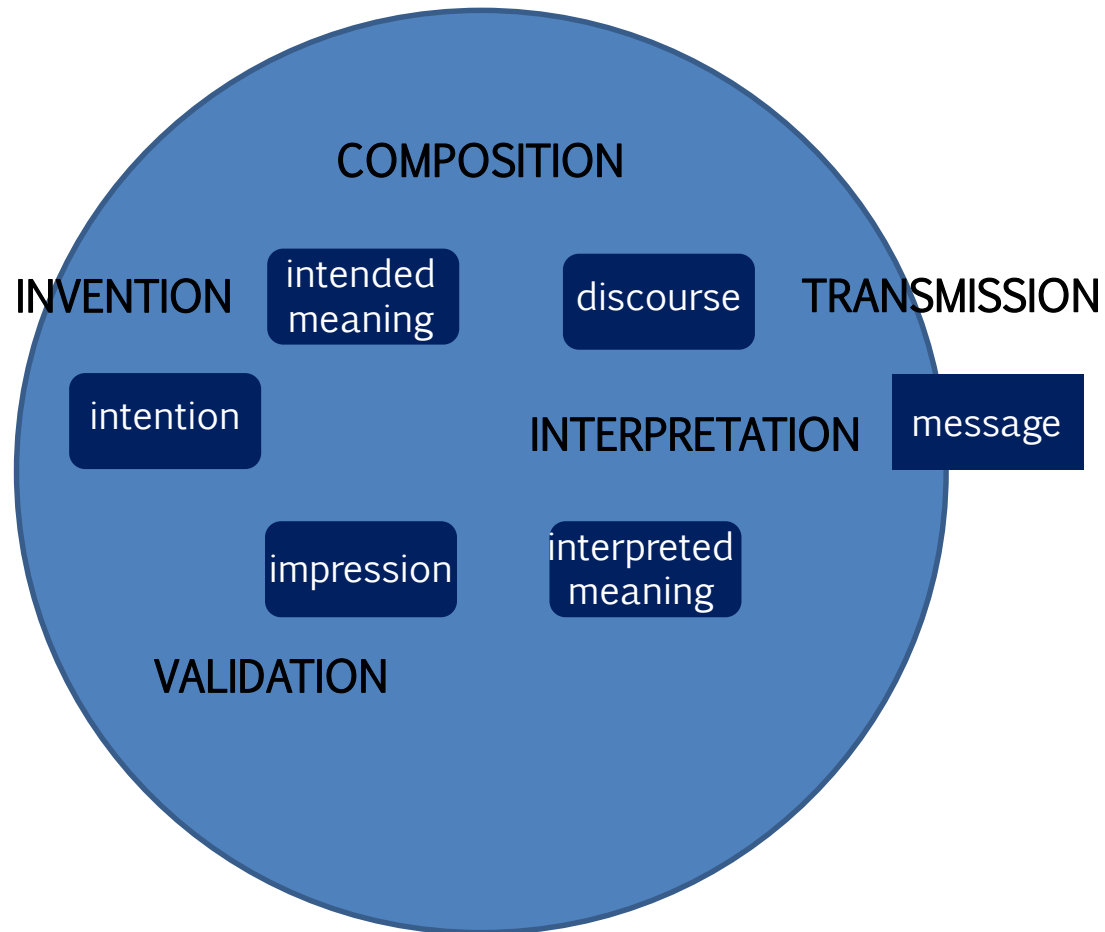 COMPOSITION
INVENTION
intended
meaning
discourse
TRANSMISSION
intention
INTERPRETATION
message
impression
interpreted
meaning
VALIDATION